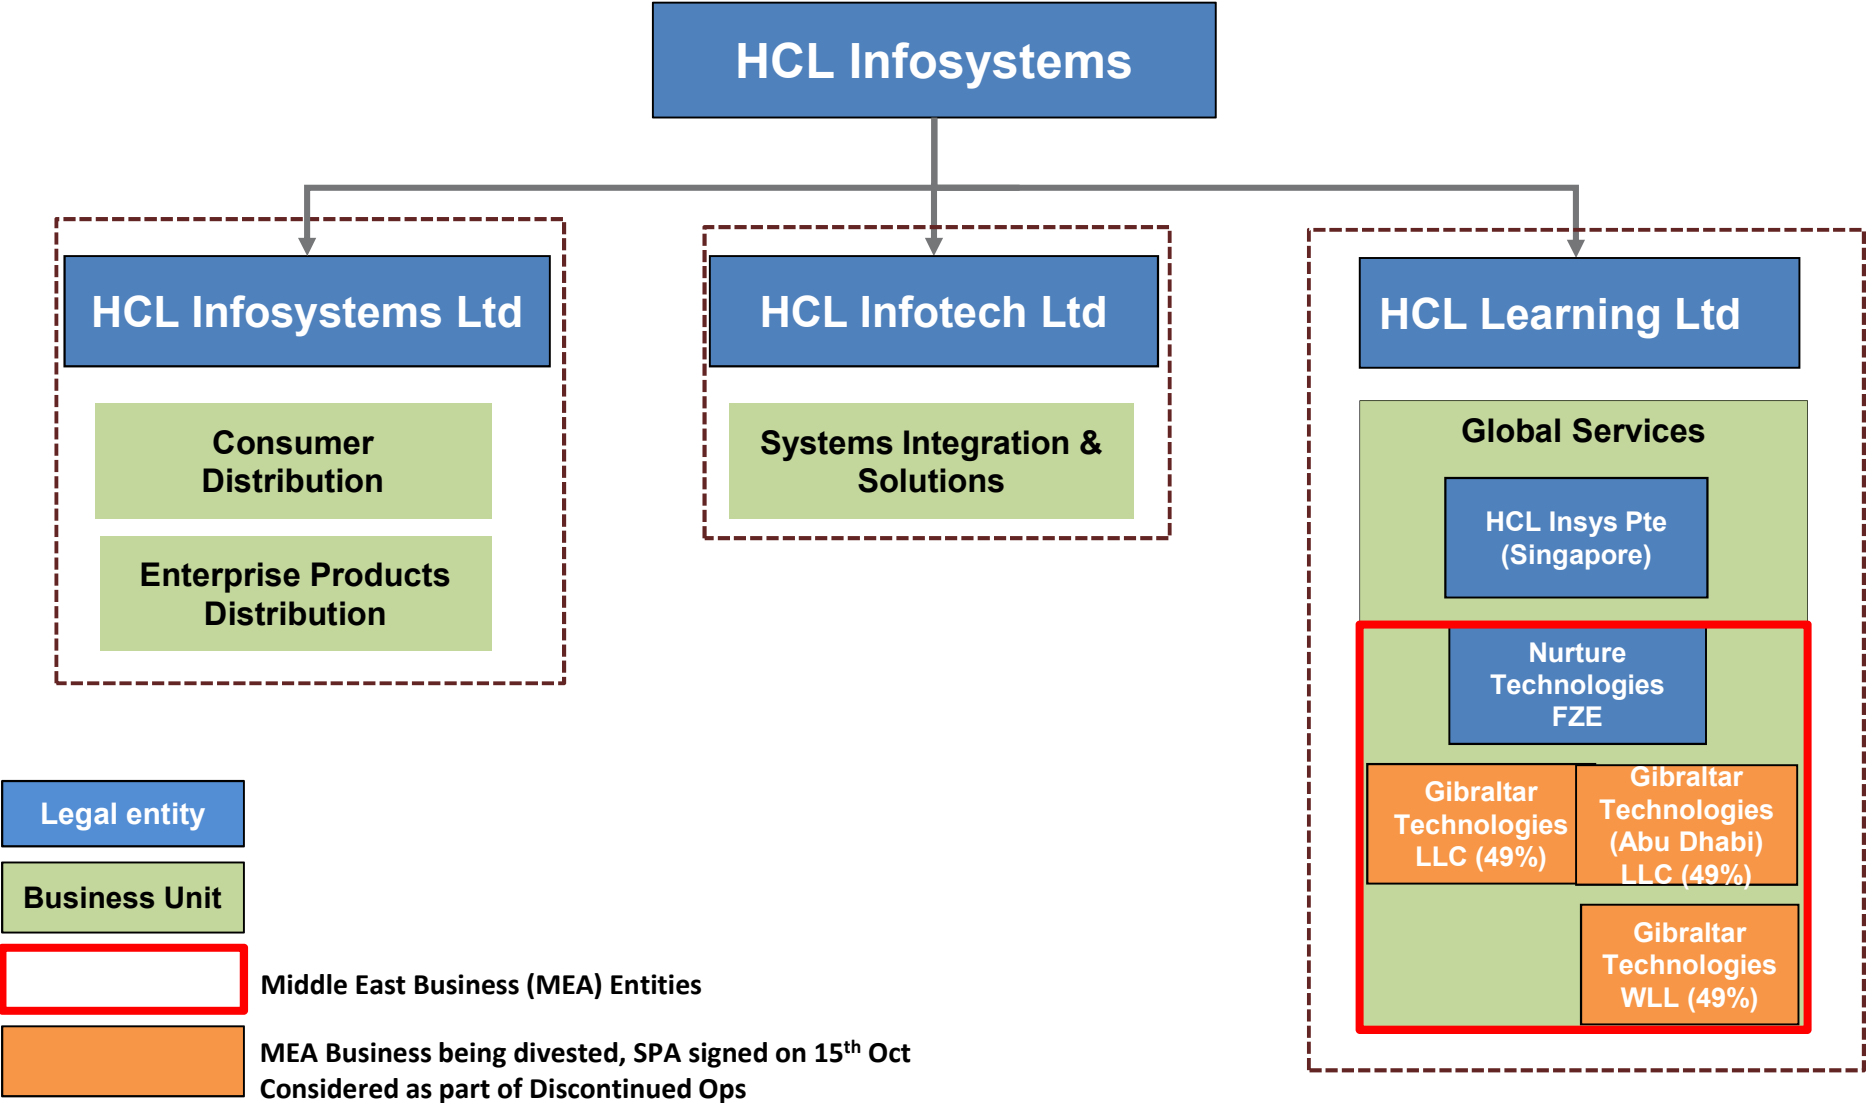 HCL Infosystems
HCL Infosystems Ltd
Consumer
Distribution
Enterprise Products
Distribution
HCL Infotech Ltd
Systems Integration &
Solutions
HCL Learning Ltd
Global Services
HCL Insys Pte
(Singapore)
Nurture
Technologies
FZE
Gibraltar
Technologies
LLC (49%)
Gibraltar
Technologies
(Abu Dhabi)
LLC (49%)
Gibraltar
Technologies
WLL (49%)
Legal entity
Business Unit
Middle East Business (MEA) Entities
MEA Business being divested, SPA signed on 15th Oct
Considered as part of Discontinued Ops